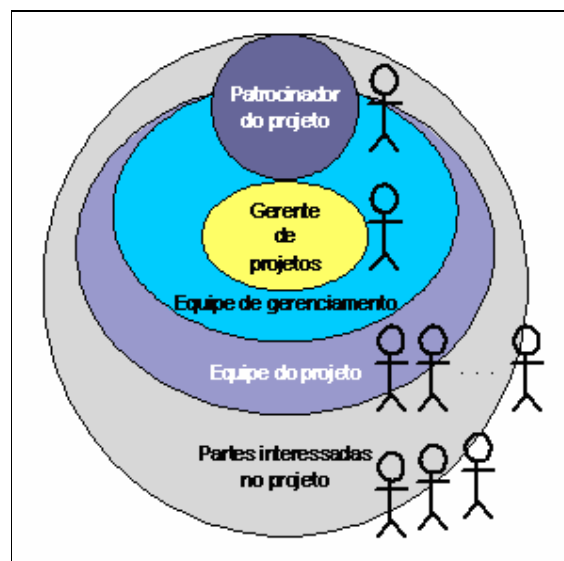 Patrocinador
do projeto
Gerente
de
projetos
Equipe de gerenciamento
Equipe do projeto
Partes interessadas
no projeto